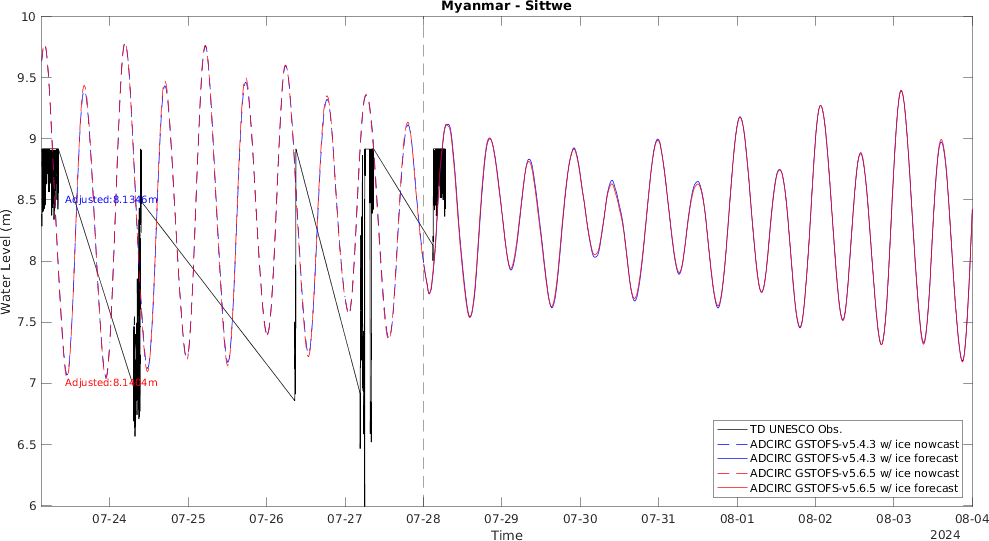 Myanmar - Sittwe
10
9.5
9
8.5
8
7.5
7
6.5
6
Water Level (m)
Adjusted:8.1346m
Adjusted:8.1404m
TD UNESCO Obs.
ADCIRC GSTOFS-v5.4.3 w/ ice nowcast
ADCIRC GSTOFS-v5.4.3 w/ ice forecast
ADCIRC GSTOFS-v5.6.5 w/ ice nowcast
ADCIRC GSTOFS-v5.6.5 w/ ice forecast
07-24 07-25 07-26 07-27 07-28 07-29 07-30 07-31 08-01 08-02 08-03 08-04
Time
2024